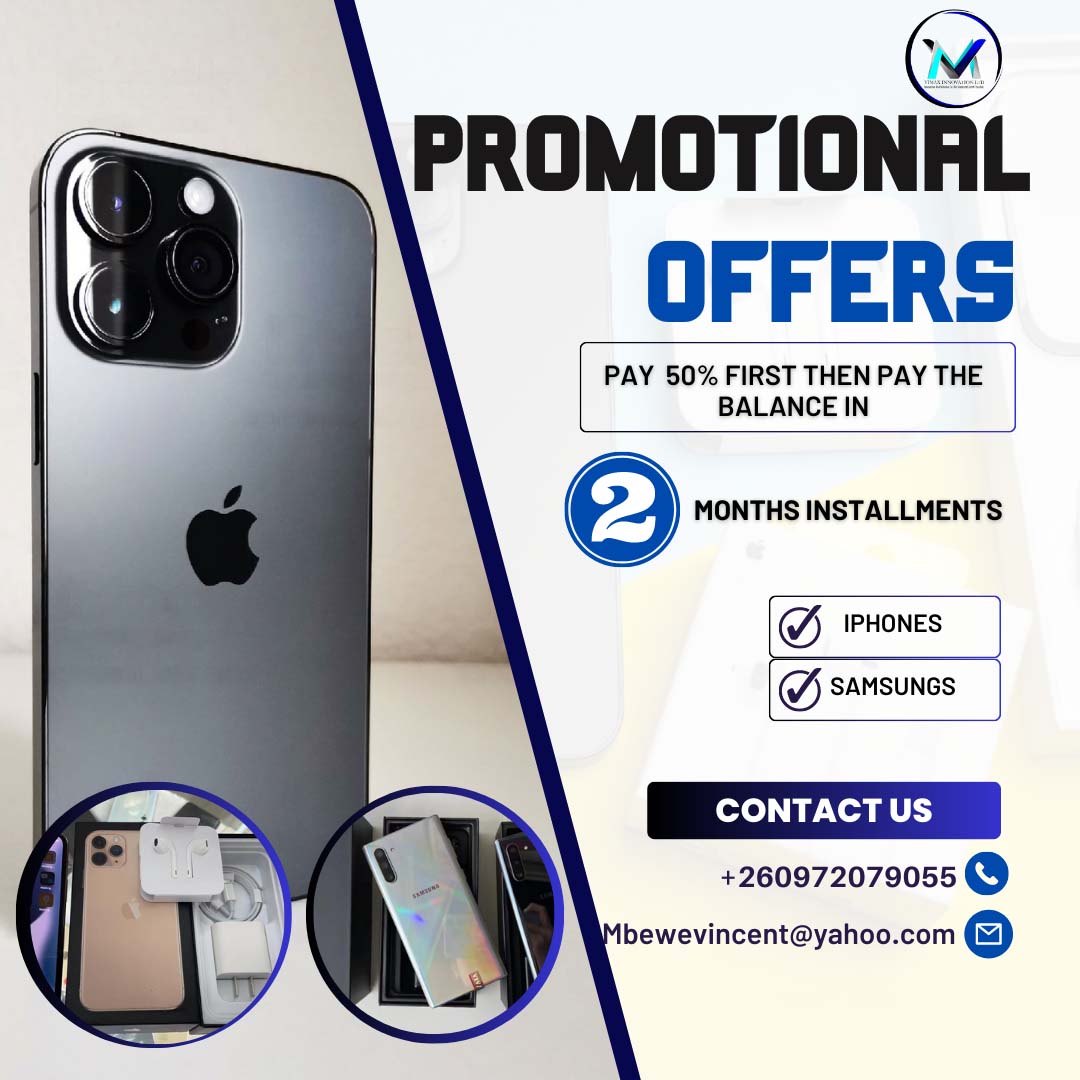 PROMOTIONAL
OFFERS
PAY 50% FIRST THEN PAY THE
BALANCE IN
2 MONTHS INSTALLMENTS
IPHONES
SAMSUNGS
CONTACT US
+260972079055
Mbewevincent@yahoo.com
SAMSUNG